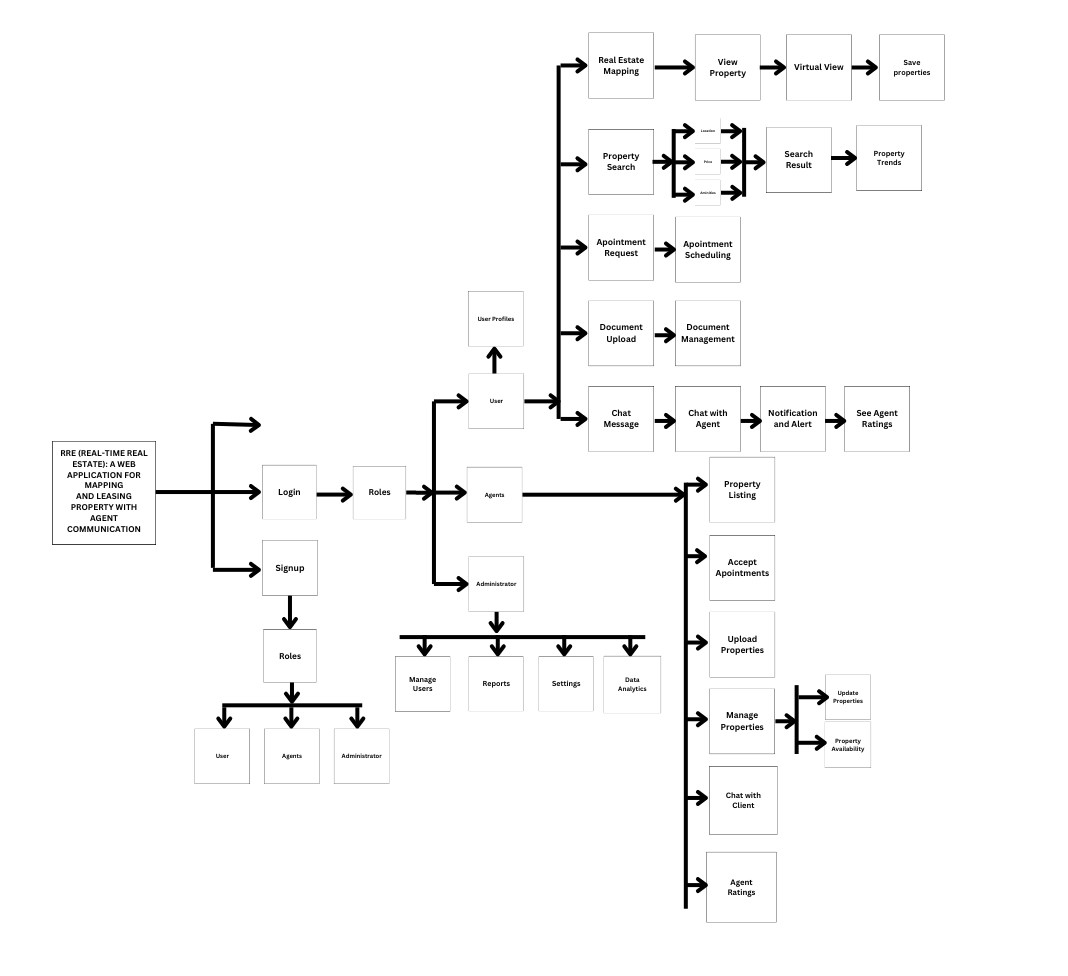 Real Estate
Mapping
View
Property
Virtual View
Save
properties
Property
Search
Location
Price
Amenities
Search
Result
Property
Trends
Apointment
Request
Apointment
Scheduling
Document
Upload
Document
Management
Chat
Message
Chat with
Agent
Notification
and Alert
See Agent
Ratings
User Profiles
User
RRE (REAL-TIME REAL
ESTATE): A WEB
APPLICATION FOR
MAPPING
AND LEASING
PROPERTY WITH
AGENT
COMMUNICATION
Login
Roles
Agents
Administrator
Manage
Users
Reports
Settings
Data
Analytics
Signup
Roles
User
Agents
Administrator
Property
Listing
Accept
Apointments
Upload
Properties
Manage
Properties
Update
Properties
Property
Availability
Chat with
Client
Agent
Ratings